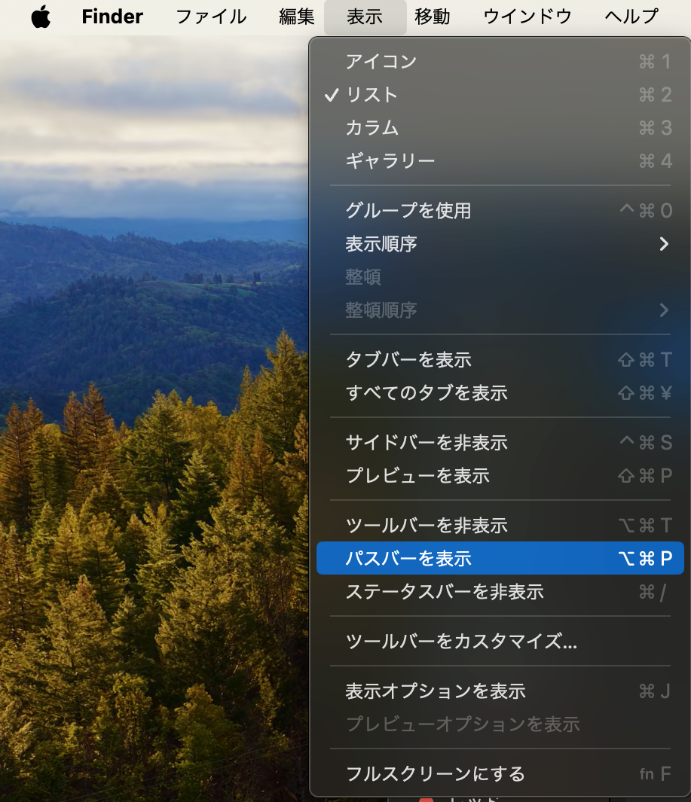 Finder ファイル 編集 表示 移動 ウインドウ ヘルプ
アイコン ⌘ 1
✓ リスト ⌘ 2
カラム ⌘ 3
ギャラリー ⌘ 4
グループを使用 ^ ⌘ 0
表示順序 >
整頓
整頓順序 >
タブバーを表示 ⇧ ⌘ T
すべてのタブを表示 ⇧ ⌘ ¥
サイドバーを非表示 ^ ⌘ S
プレビューを表示 ⇧ ⌘ P
ツールバーを非表示 ⌥ ⌘ T
パスバーを表示 ⌥ ⌘ P
ステータスバーを非表示 ⌘ /
ツールバーをカスタマイズ...
表示オプションを表示 ⌘ J
プレビューオプションを表示
フルスクリーンにする fn F